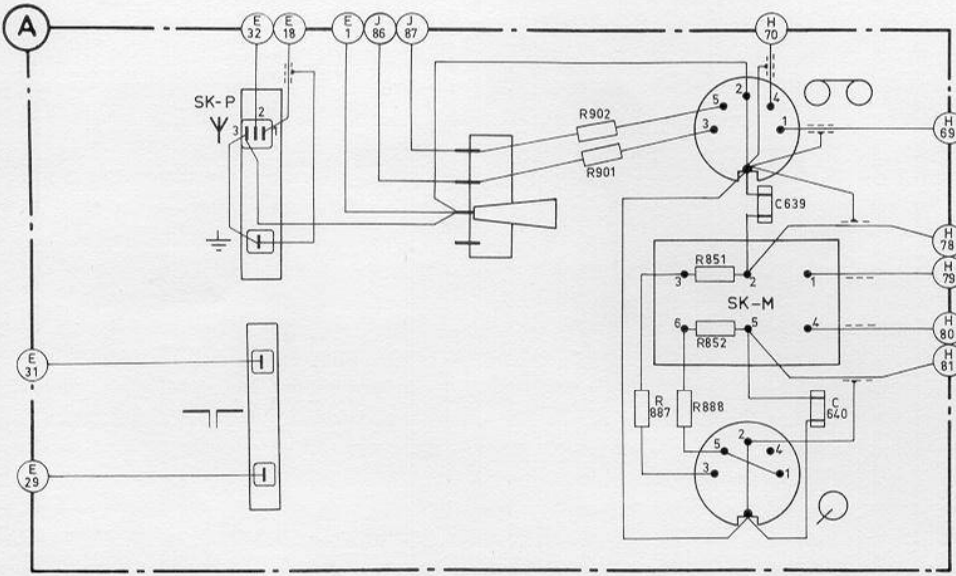 A
E 32
E 18
E 1
J 86
J 87
H 70
SK-P
2
3
1
R902
R901
5
2
4
3
1
H 69
C639
H 78
H 79
R851
3
2
1
SK-M
6
5
4
R852
H 80
H 81
E 31
R 887
R888
C 640
2
5
4
3
1
E 29